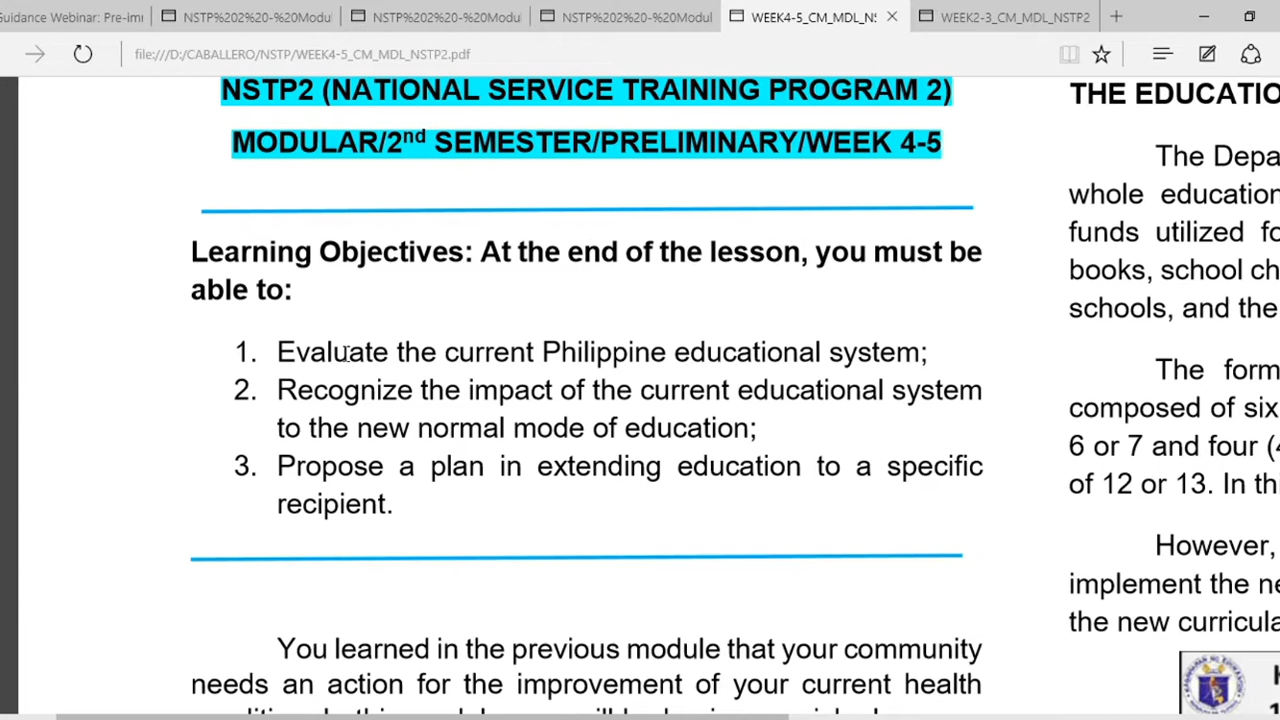 Guidance Webinar: Pre-imi
NSTP%202%20-%20Modul
NSTP%202%20-%20Modul
NSTP%202%20-%20Modul
WEEK4-5_CM_MDL_NS
WEEK2-3_CM_MDL_NSTP2
file:///D:/CABALLERO/NSTP/WEEK4-5_CM_MDL_NSTP2.pdf
NSTP2 (NATIONAL SERVICE TRAINING PROGRAM 2)
MODULAR/2nd SEMESTER/PRELIMINARY/WEEK 4-5
Learning Objectives: At the end of the lesson, you must be
able to:
1. Evaluate the current Philippine educational system;
2. Recognize the impact of the current educational system
to the new normal mode of education;
3. Propose a plan in extending education to a specific
recipient.
You learned in the previous module that your community
needs an action for the improvement of your current health
THE EDUCATIO
The Depa
whole education
funds utilized fo
books, school ch
schools, and the
The form
composed of six
6 or 7 and four (4
of 12 or 13. In thi
However,
implement the ne
the new curricula